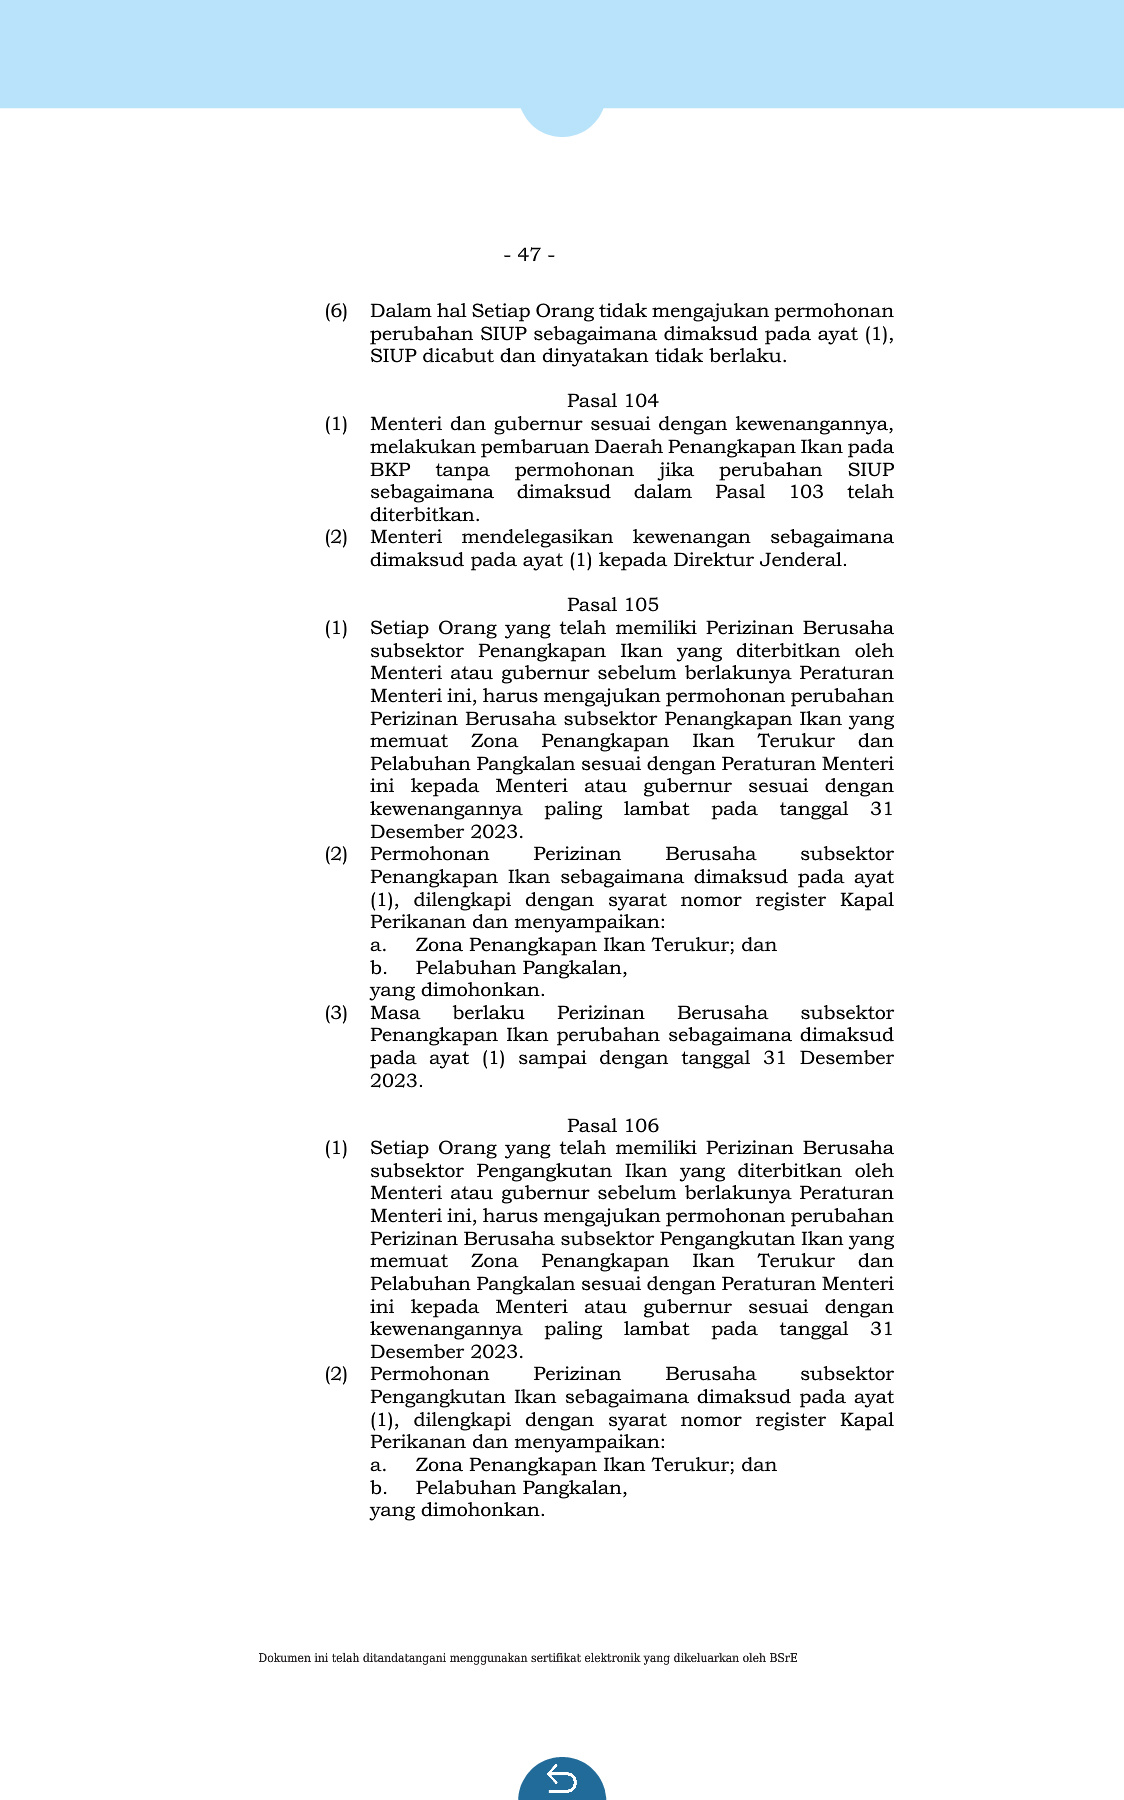 - 47 -
(6) Dalam hal Setiap Orang tidak mengajukan permohonan
perubahan SIUP sebagaimana dimaksud pada ayat (1),
SIUP dicabut dan dinyatakan tidak berlaku.
Pasal 104
(1) Menteri dan gubernur sesuai dengan kewenangannya,
melakukan pembaruan Daerah Penangkapan Ikan pada
BKP tanpa permohonan jika perubahan SIUP
sebagaimana dimaksud dalam Pasal 103 telah
diterbitkan.
(2) Menteri mendelegasikan kewenangan sebagaimana
dimaksud pada ayat (1) kepada Direktur Jenderal.
Pasal 105
(1) Setiap Orang yang telah memiliki Perizinan Berusaha
subsektor Penangkapan Ikan yang diterbitkan oleh
Menteri atau gubernur sebelum berlakunya Peraturan
Menteri ini, harus mengajukan permohonan perubahan
Perizinan Berusaha subsektor Penangkapan Ikan yang
memuat Zona Penangkapan Ikan Terukur dan
Pelabuhan Pangkalan sesuai dengan Peraturan Menteri
ini kepada Menteri atau gubernur sesuai dengan
kewenangannya paling lambat pada tanggal 31
Desember 2023.
(2) Permohonan Perizinan Berusaha subsektor
Penangkapan Ikan sebagaimana dimaksud pada ayat
(1), dilengkapi dengan syarat nomor register Kapal
Perikanan dan menyampaikan:
a. Zona Penangkapan Ikan Terukur; dan
b. Pelabuhan Pangkalan,
yang dimohonkan.
(3) Masa berlaku Perizinan Berusaha subsektor
Penangkapan Ikan perubahan sebagaimana dimaksud
pada ayat (1) sampai dengan tanggal 31 Desember
2023.
Pasal 106
(1) Setiap Orang yang telah memiliki Perizinan Berusaha
subsektor Pengangkutan Ikan yang diterbitkan oleh
Menteri atau gubernur sebelum berlakunya Peraturan
Menteri ini, harus mengajukan permohonan perubahan
Perizinan Berusaha subsektor Pengangkutan Ikan yang
memuat Zona Penangkapan Ikan Terukur dan
Pelabuhan Pangkalan sesuai dengan Peraturan Menteri
ini kepada Menteri atau gubernur sesuai dengan
kewenangannya paling lambat pada tanggal 31
Desember 2023.
(2) Permohonan Perizinan Berusaha subsektor
Pengangkutan Ikan sebagaimana dimaksud pada ayat
(1), dilengkapi dengan syarat nomor register Kapal
Perikanan dan menyampaikan:
a. Zona Penangkapan Ikan Terukur; dan
b. Pelabuhan Pangkalan,
yang dimohonkan.
Dokumen ini telah ditandatangani menggunakan sertifikat elektronik yang dikeluarkan oleh BSrE